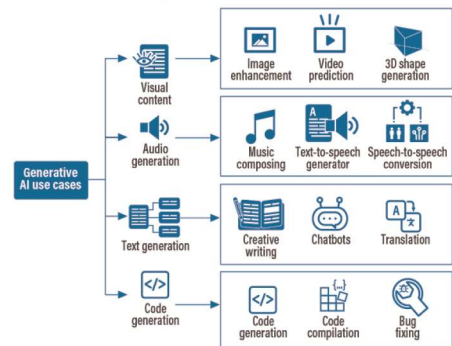 Generative
AI use cases
Visual
content
Image
enhancement
Video
prediction
3D shape
generation
Audio
generation
Music
composing
A
Text-to-speech
generator
Speech-to-speech
conversion
Text generation
Creative
writing
Chatbots
A
文
Translation
</>
Code
generation
</>
Code
generation
{...}
Code
compilation
Bug
fixing